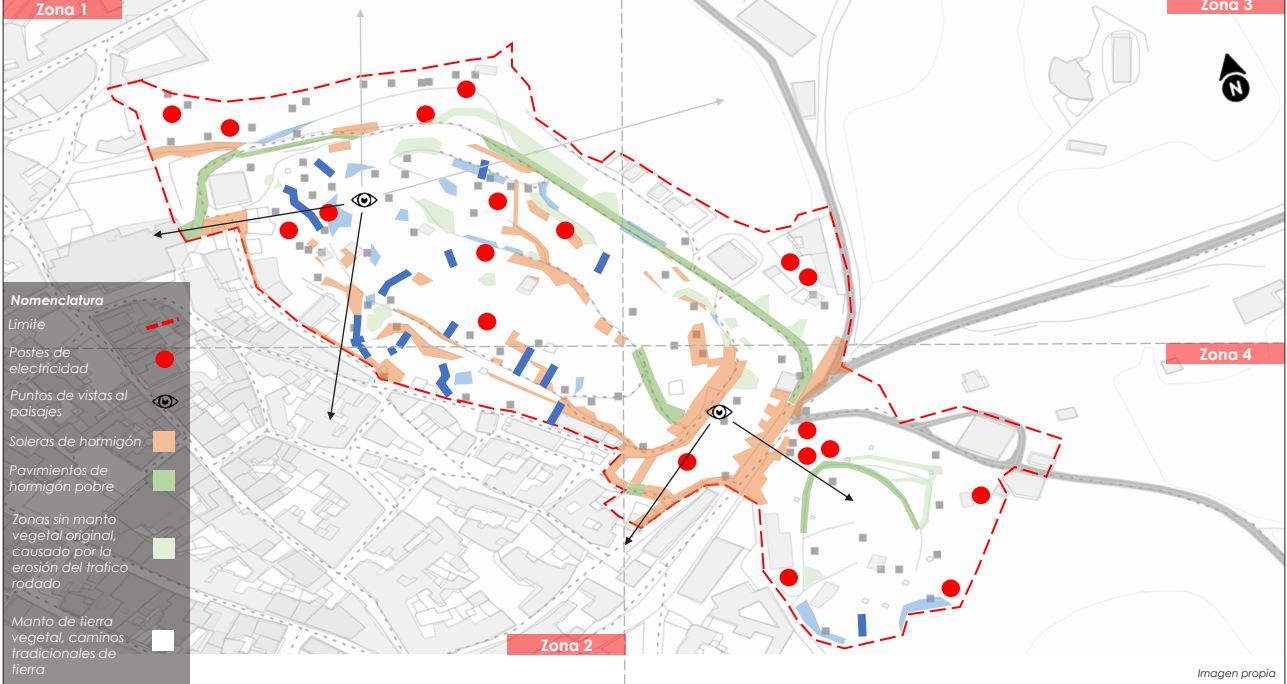 Zona 1
Zona 3
N
Nomenclatura
Limite
Postes de
electricidad
Puntos de vistas al
paisajes
Soleras de hormigón
Pavimientos de
hormigón pobre
Zonas sin manto
vegetal original,
causado por la
erosión del trafico
rodado
Manto de tierra
vegetal, caminos
tradicionales de
tierra
Zona 4
Zona 2
Imagen propia